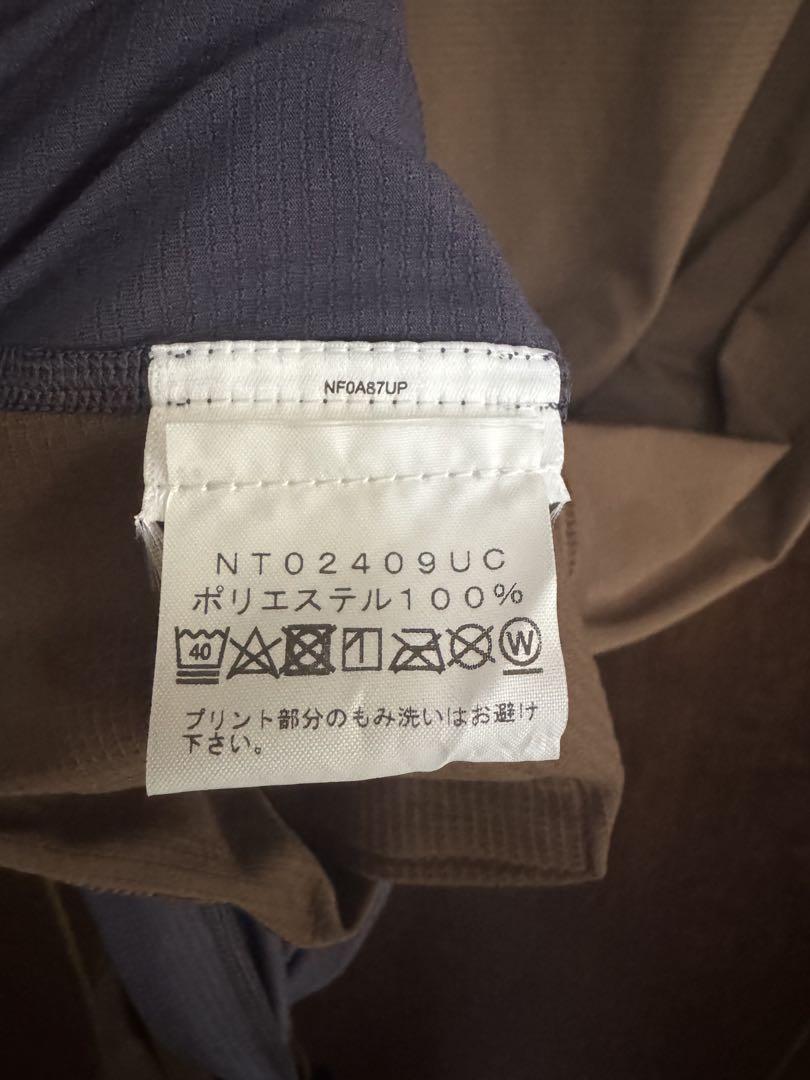 NF0A87UP
NT02409UC
ポリエステル100%
40
W
プリント部分のもみ洗いはお避け
下さい。